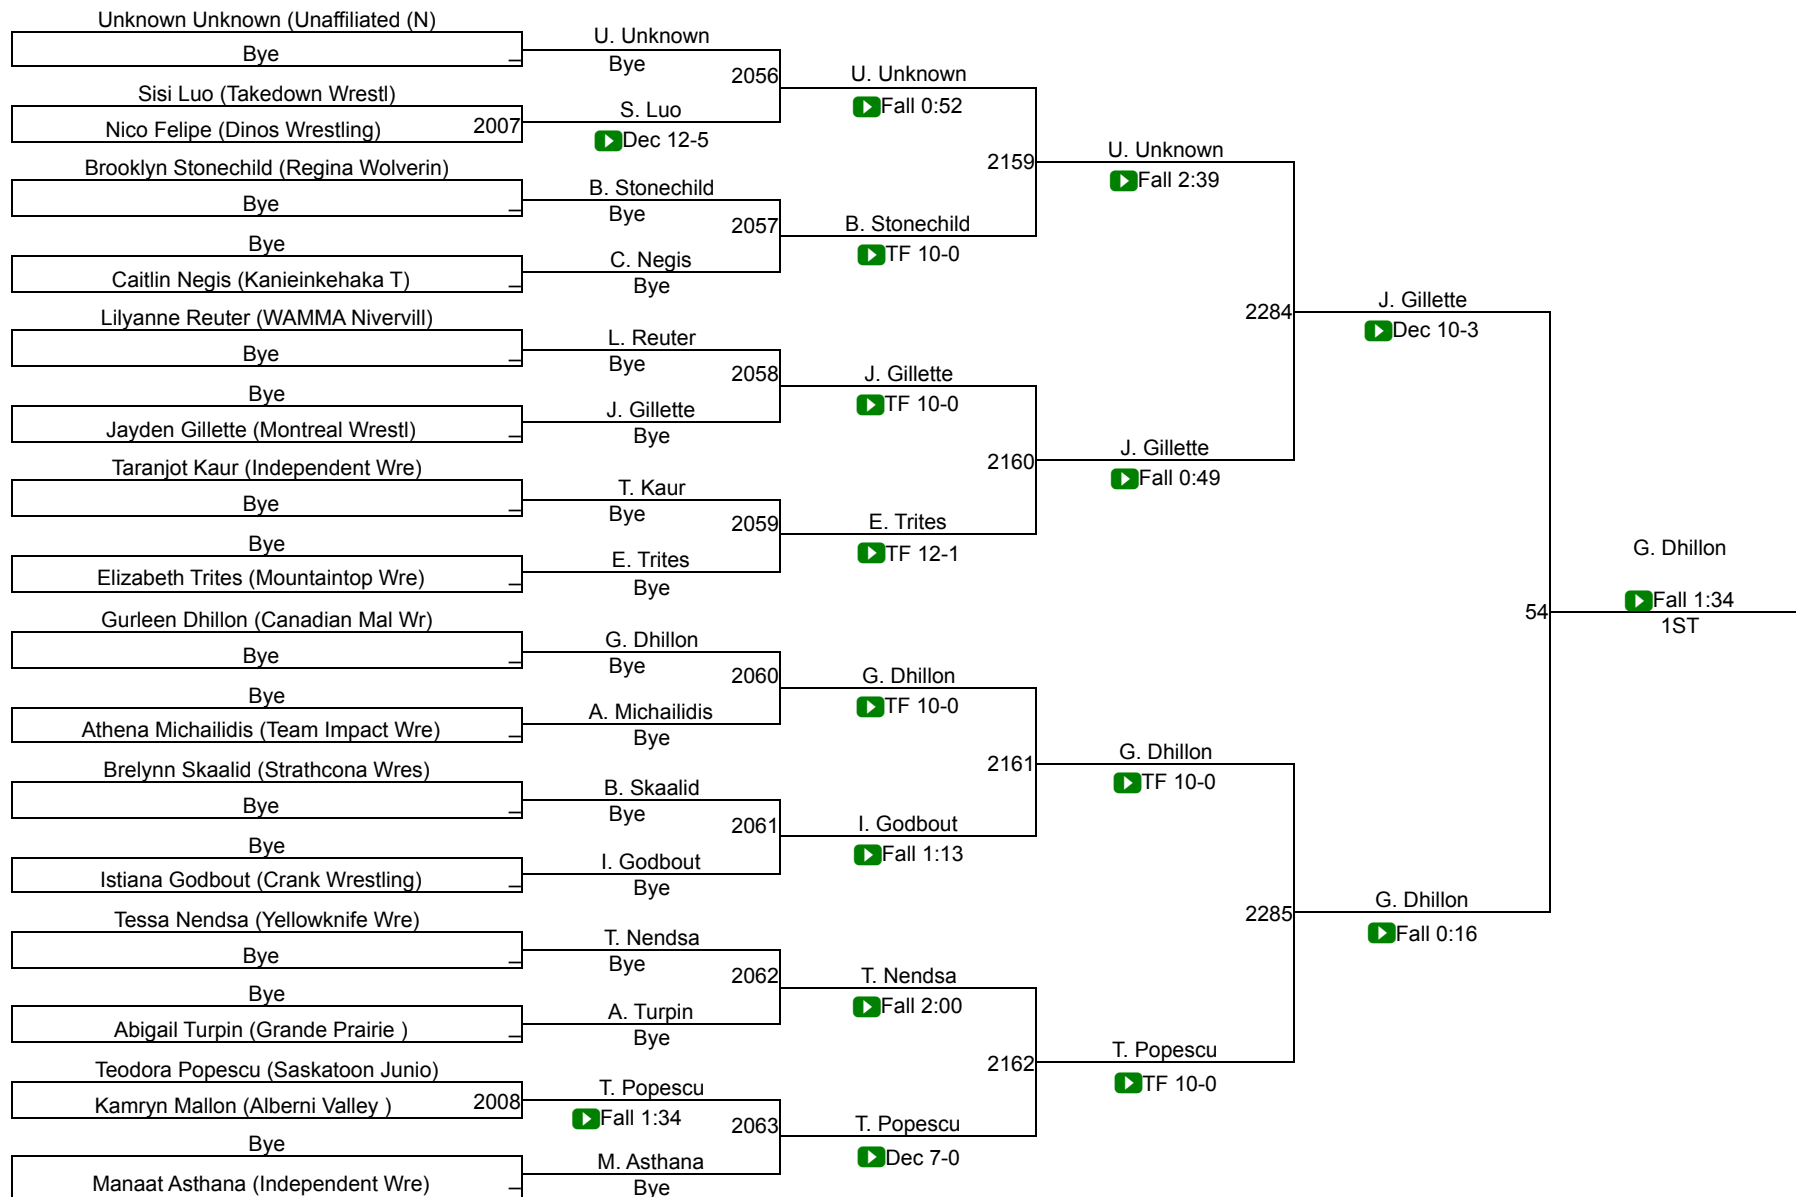 Unknown Unknown (Unaffiliated (N)
Bye
Sisi Luo (Takedown Wrestl)
Nico Felipe (Dinos Wrestling) 2007
Brooklyn Stonechild (Regina Wolverin)
Bye
Bye
Caitlin Negis (Kanieinkehaka T)
Lilyanne Reuter (WAMMA Nivervill)
Bye
Bye
Jayden Gillette (Montreal Wrestl)
Taranjot Kaur (Independent Wre)
Bye
Bye
Elizabeth Trites (Mountaintop Wre)
Gurleen Dhillon (Canadian Mal Wr)
Bye
Bye
Athena Michailidis (Team Impact Wre)
Brelynn Skaalid (Strathcona Wres)
Bye
Bye
Istiana Godbout (Crank Wrestling)
Tessa Nendsa (Yellowknife Wre)
Bye
Bye
Abigail Turpin (Grande Prairie )
Teodora Popescu (Saskatoon Junio)
Kamryn Mallon (Alberni Valley ) 2008
Bye
Manaat Asthana (Independent Wre)
U. Unknown
Bye
2056
S. Luo
Dec 12-5
B. Stonechild
Bye
2057
C. Negis
Bye
L. Reuter
Bye
2058
J. Gillette
Bye
T. Kaur
Bye
2059
E. Trites
Bye
G. Dhillon
Bye
2060
A. Michailidis
Bye
B. Skaalid
Bye
2061
I. Godbout
Bye
T. Nendsa
Bye
2062
A. Turpin
Bye
T. Popescu
Fall 1:34
2063
M. Asthana
Bye
U. Unknown
Fall 0:52
2159
B. Stonechild
TF 10-0
J. Gillette
TF 10-0
2160
E. Trites
TF 12-1
G. Dhillon
TF 10-0
2161
I. Godbout
Fall 1:13
T. Nendsa
Fall 2:00
2162
T. Popescu
Dec 7-0
U. Unknown
Fall 2:39
2284
J. Gillette
Fall 0:49
G. Dhillon
TF 10-0
2285
T. Popescu
TF 10-0
J. Gillette
Dec 10-3
54
G. Dhillon
Fall 0:16
G. Dhillon
Fall 1:34
1ST